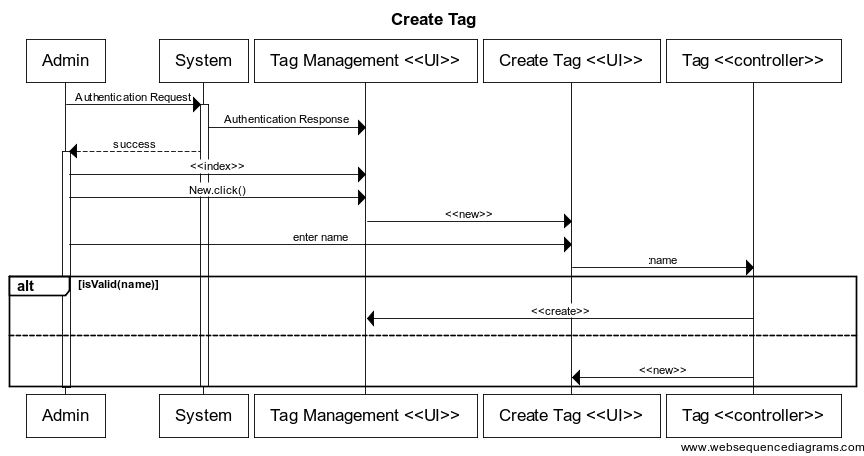 Create Tag
Admin
System
Tag Management <<UI>>
Create Tag <<UI>>
Tag <<controller>>
Authentication Request
Authentication Response
success
<<index>>
New.click()
<<new>>
enter name
:name
alt
[isValid(name)]
<<create>>
<<new>>
Admin
System
Tag Management <<UI>>
Create Tag <<UI>>
Tag <<controller>>
www.websequencediagrams.com